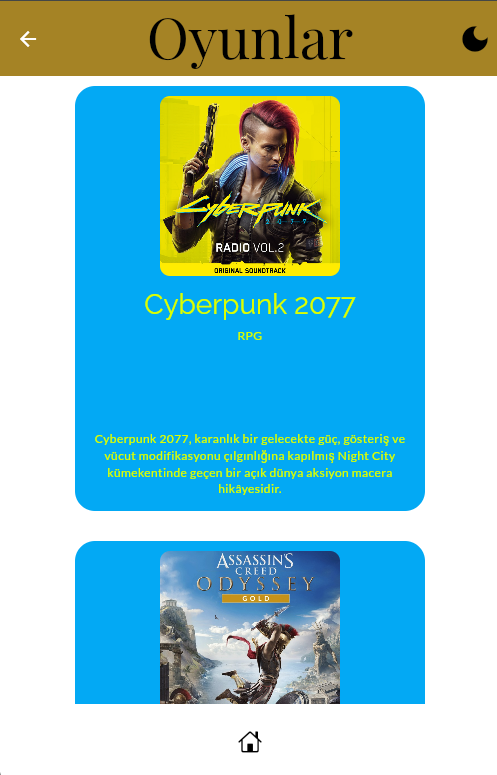 Oyunlar
Cyberpunk
2077
RADIO VOL.2
ORIGINAL SOUNDTRACK
Cyberpunk 2077
RPG
Cyberpunk 2077, karanlık bir gelecekte güç, gösteriş ve
vücut modifikasyonu çılgınlığına kapılmış Night City
kümekentinde geçen bir açık dünya aksiyon macera
hikâyesidir.
ASSASSIN'S
CREED
ODYSSEY
GOLD